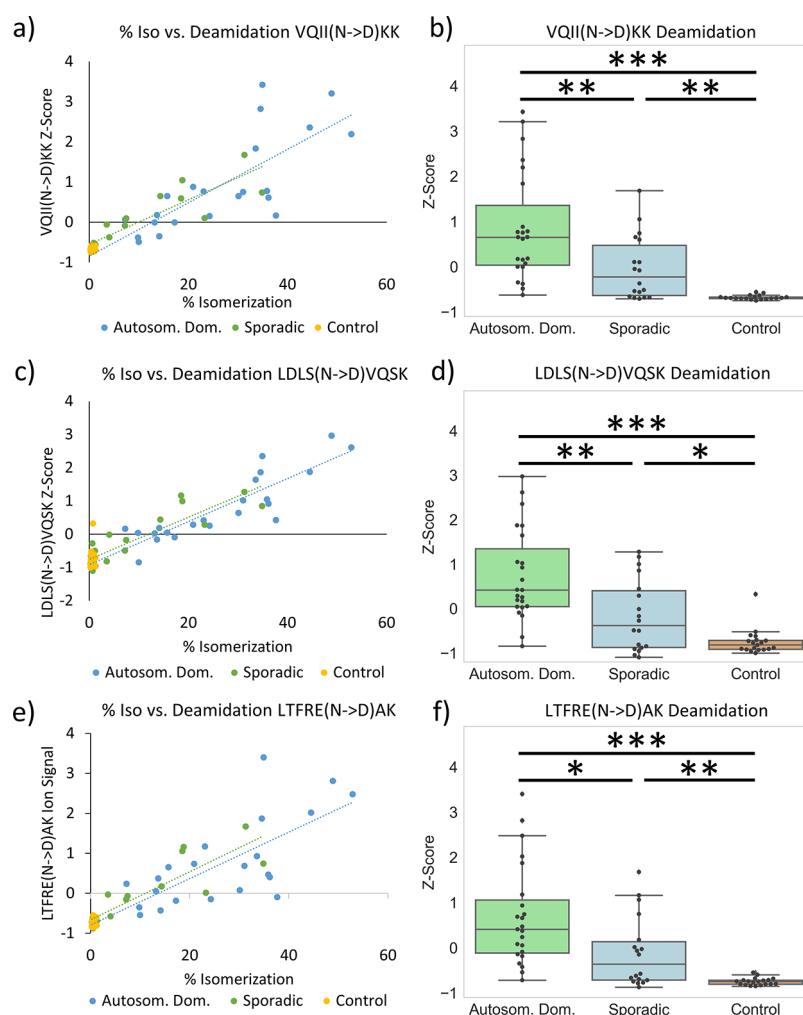 a)
% Iso vs. Deamidation VQII(N->D)KK
VQII(N->D)KK Z-Score
4
3
2
1
0
-1
0
20
40
60
% Isomerization
Autosom. Dom.
Sporadic
Control
b)
VQII(N->D)KK Deamidation
***
**
**
Z-Score
4
3
2
1
0
−1
Autosom. Dom.
Sporadic
Control
c)
% Iso vs. Deamidation LDLS(N->D)VQSK
LDLS(N->D)VQSK Z-Score
4
3
2
1
0
-1
-2
0
20
40
60
% Isomerization
Autosom. Dom.
Sporadic
Control
d)
LDLS(N->D)VQSK Deamidation
***
**
*
Z-Score
4
3
2
1
0
−1
Autosom. Dom.
Sporadic
Control
e)
% Iso vs. Deamidation LTFRE(N->D)AK
LTFRE(N->D)AK Ion Signal
4
3
2
1
0
-1
0
20
40
60
% Isomerization
Autosom. Dom.
Sporadic
Control
f)
LTFRE(N->D)AK Deamidation
***
*
**
Z-Score
4
3
2
1
0
−1
Autosom. Dom.
Sporadic
Control